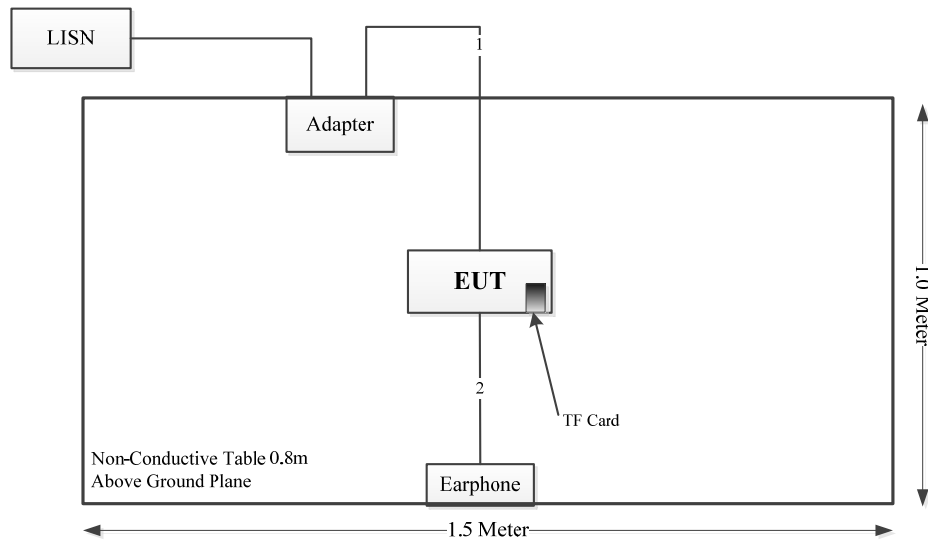 LISN
1
Adapter
EUT
1.0 Meter
2
TF Card
Non-Conductive Table 0.8m
Above Ground Plane
Earphone
1.5 Meter